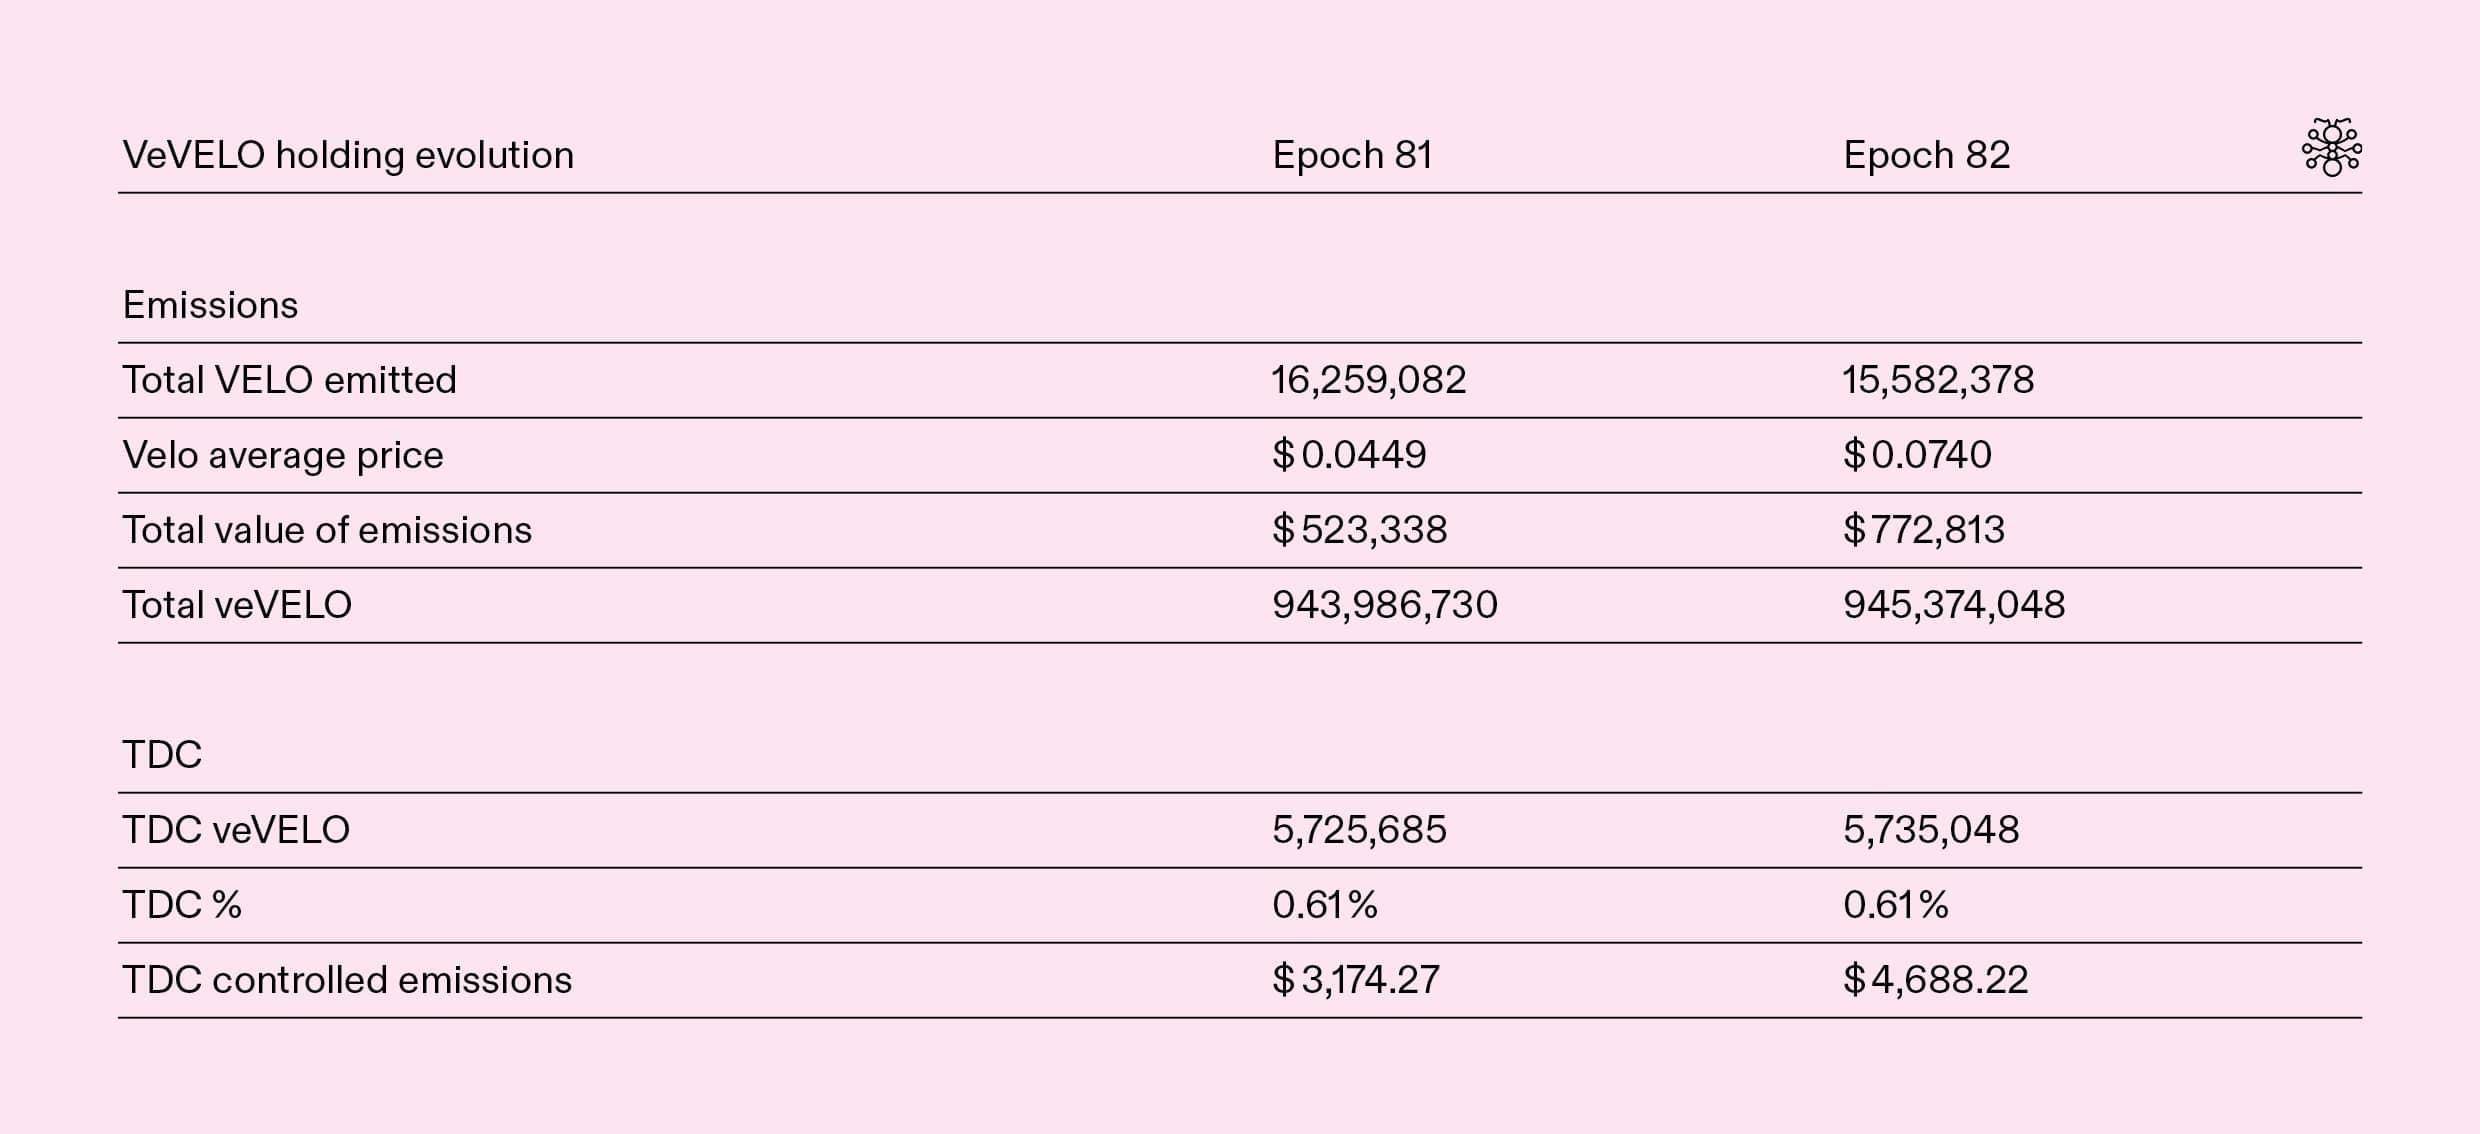 VeVELO holding evolution Epoch 81 Epoch 82
Emissions
Total VELO emitted 16,259,082 15,582,378
Velo average price $0.0449 $0.0740
Total value of emissions $523,338 $772,813
Total veVELO 943,986,730 945,374,048
TDC
TDC veVELO 5,725,685 5,735,048
TDC % 0.61% 0.61%
TDC controlled emissions $3,174.27 $4,688.22